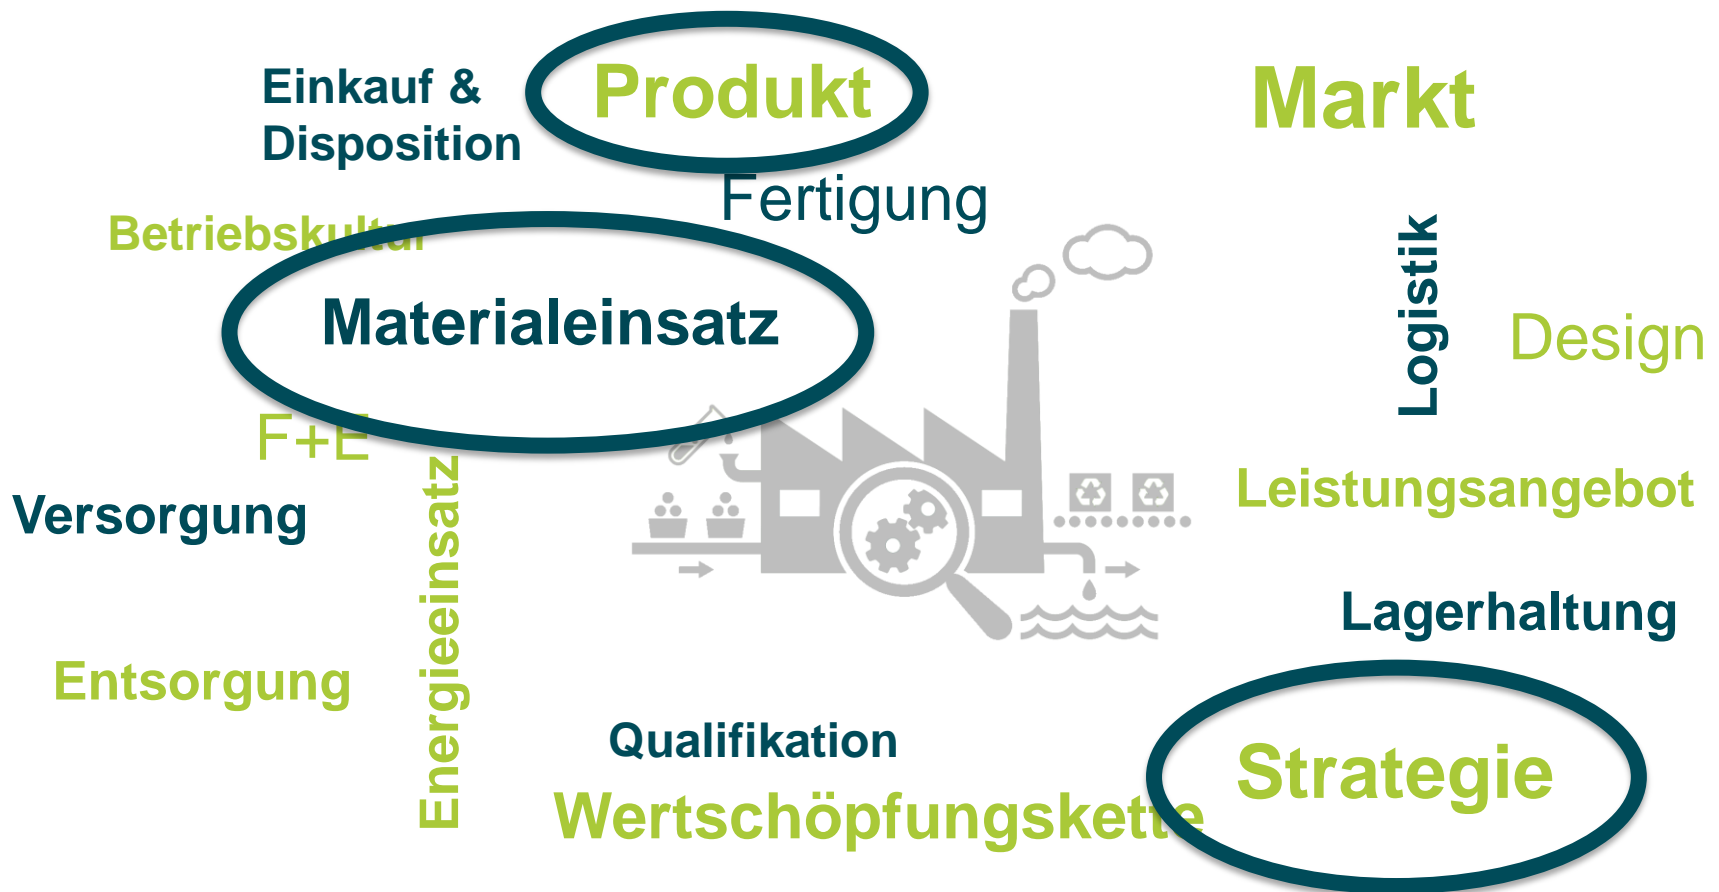 Produkt
Markt
Einkauf &
Disposition
Fertigung
Betriebskultur
Materialeinsatz
Logistik
Design
F+E
Versorgung
Energieeinsatz
Leistungsangebot
Lagerhaltung
Entsorgung
Qualifikation
Strategie
Wertschöpfungskette